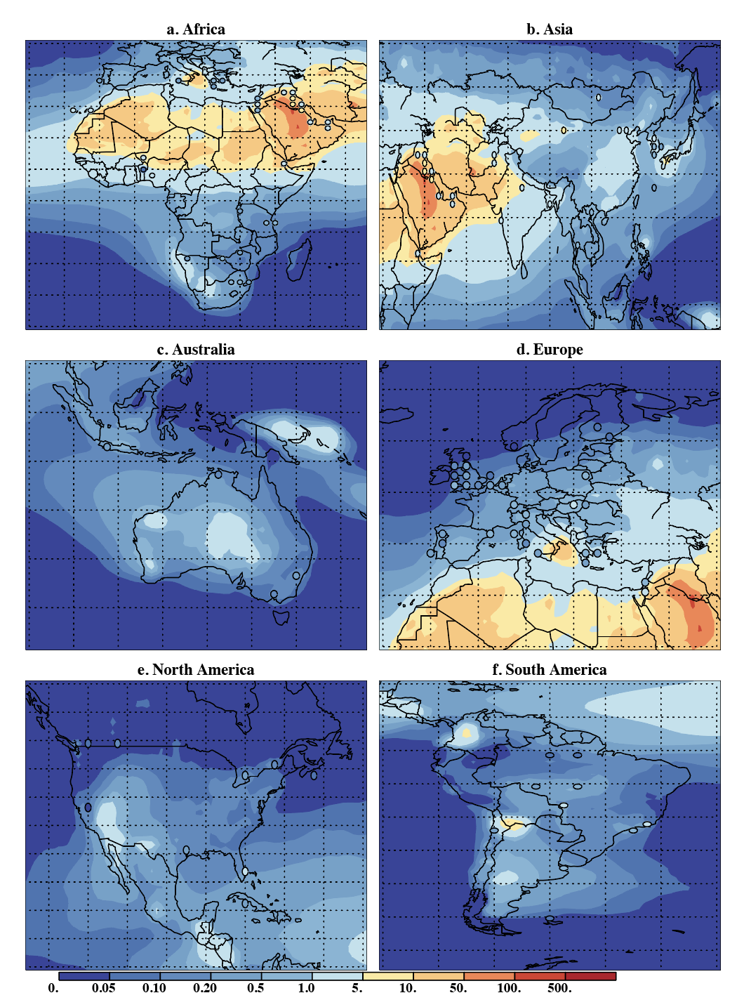 a. Africa
b. Asia
c. Australia
d. Europe
e. North America
f. South America
0. 0.05 0.10 0.20 0.5 1.0 5. 10. 50. 100. 500.